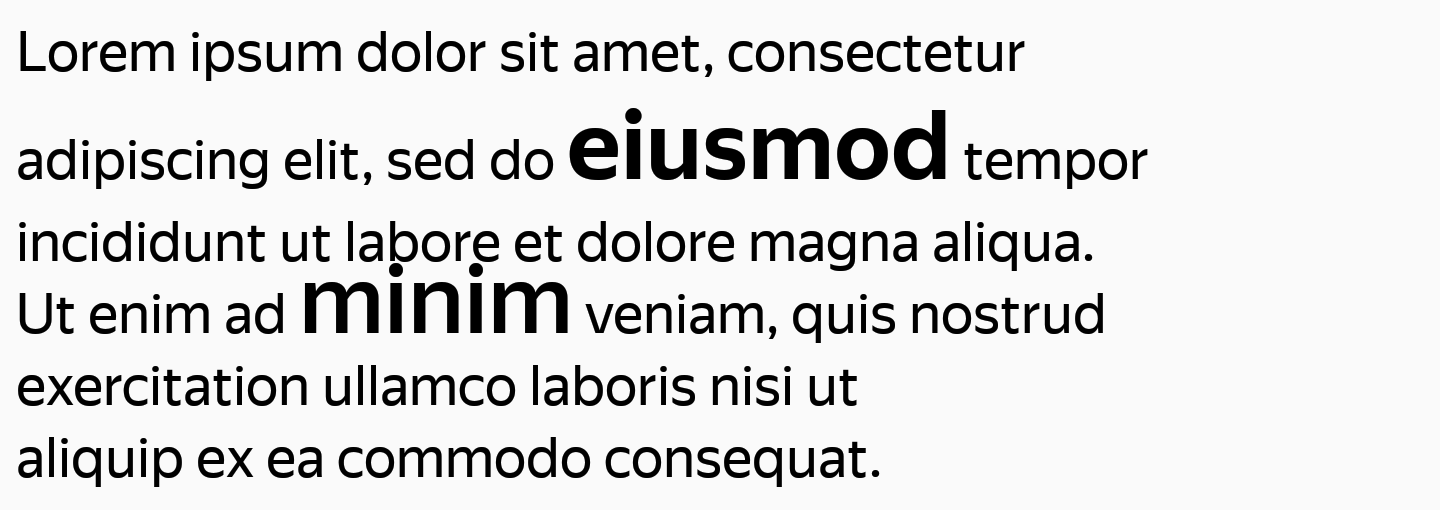 Lorem ipsum dolor sit amet, consectetur
adipiscing elit, sed do eiusmod tempor
incididunt ut labore et dolore magna aliqua.
Ut enim ad minim veniam, quis nostrud
exercitation ullamco laboris nisi ut
aliquip ex ea commodo consequat.